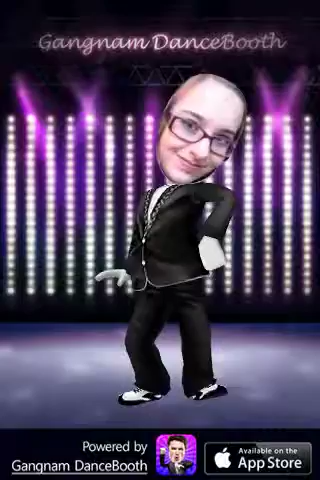 Gangnam DanceBooth
Powered by
Gangnam DanceBooth
Available on the
App Store